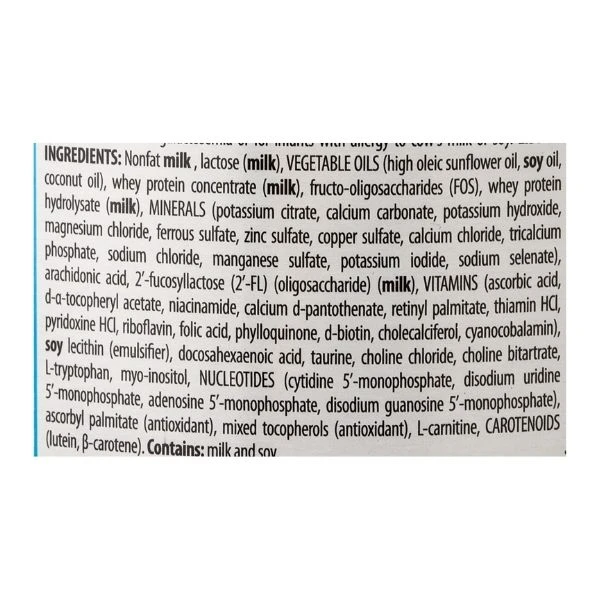 with allergy to cow's milk or
INGREDIENTS: Nonfat milk , lactose (milk), VEGETABLE OILS (high oleic sunflower oil, soy oil,
coconut oil), whey protein concentrate (milk), fructo-oligosaccharides (FOS), whey protein
hydrolysate (milk), MINERALS (potassium citrate, calcium carbonate, potassium hydroxide,
magnesium chloride, ferrous sulfate, zinc sulfate, copper sulfate, calcium chloride, tricalcium
phosphate, sodium chloride, manganese sulfate, potassium iodide, sodium selenate),
arachidonic acid, 2’-fucosyllactose (2’-FL) (oligosaccharide) (milk), VITAMINS (ascorbic acid,
d-α-tocopheryl acetate, niacinamide, calcium d-pantothenate, retinyl palmitate, thiamin HCl,
pyridoxine HCl, riboflavin, folic acid, phylloquinone, d-biotin, cholecalciferol, cyanocobalamin),
soy lecithin (emulsifier), docosahexaenoic acid, taurine, choline chloride, choline bitartrate,
L-tryptophan, myo-inositol, NUCLEOTIDES (cytidine 5’-monophosphate, disodium uridine
5’-monophosphate, adenosine 5’-monophosphate, disodium guanosine 5’-monophosphate),
ascorbyl palmitate (antioxidant), mixed tocopherols (antioxidant), L-carnitine, CAROTENOIDS
(lutein, β-carotene). Contains: milk and soy